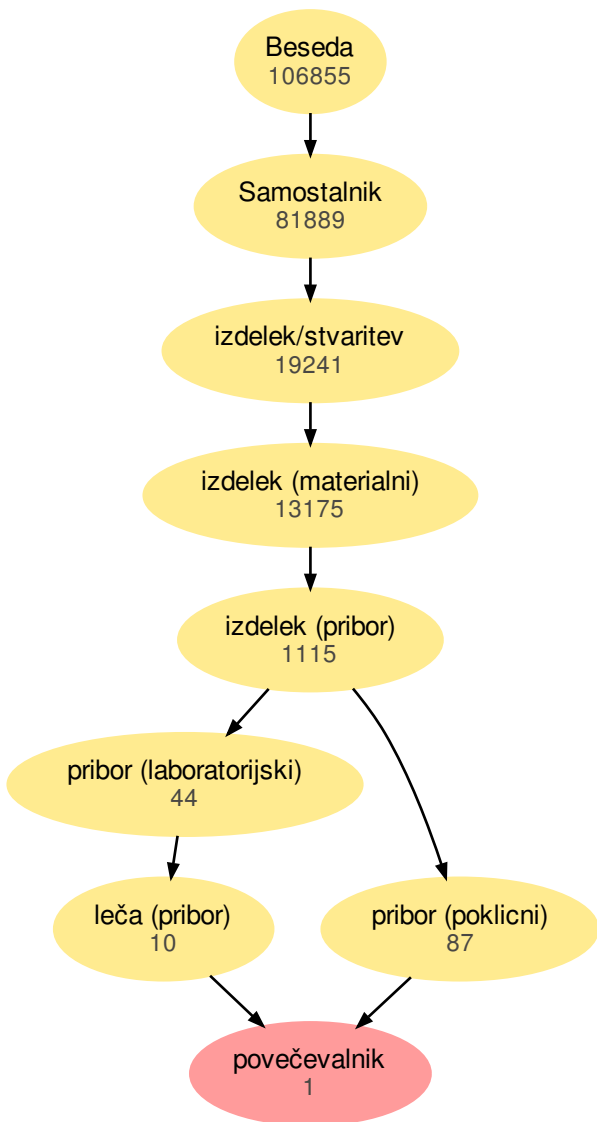 Beseda
106855
Samostalnik
81889
izdelek/stvaritev
19241
izdelek (materialni)
13175
izdelek (pribor)
1115
pribor (laboratorijski)
44
leča (pribor)
10
pribor (poklicni)
87
povečevalnik
1